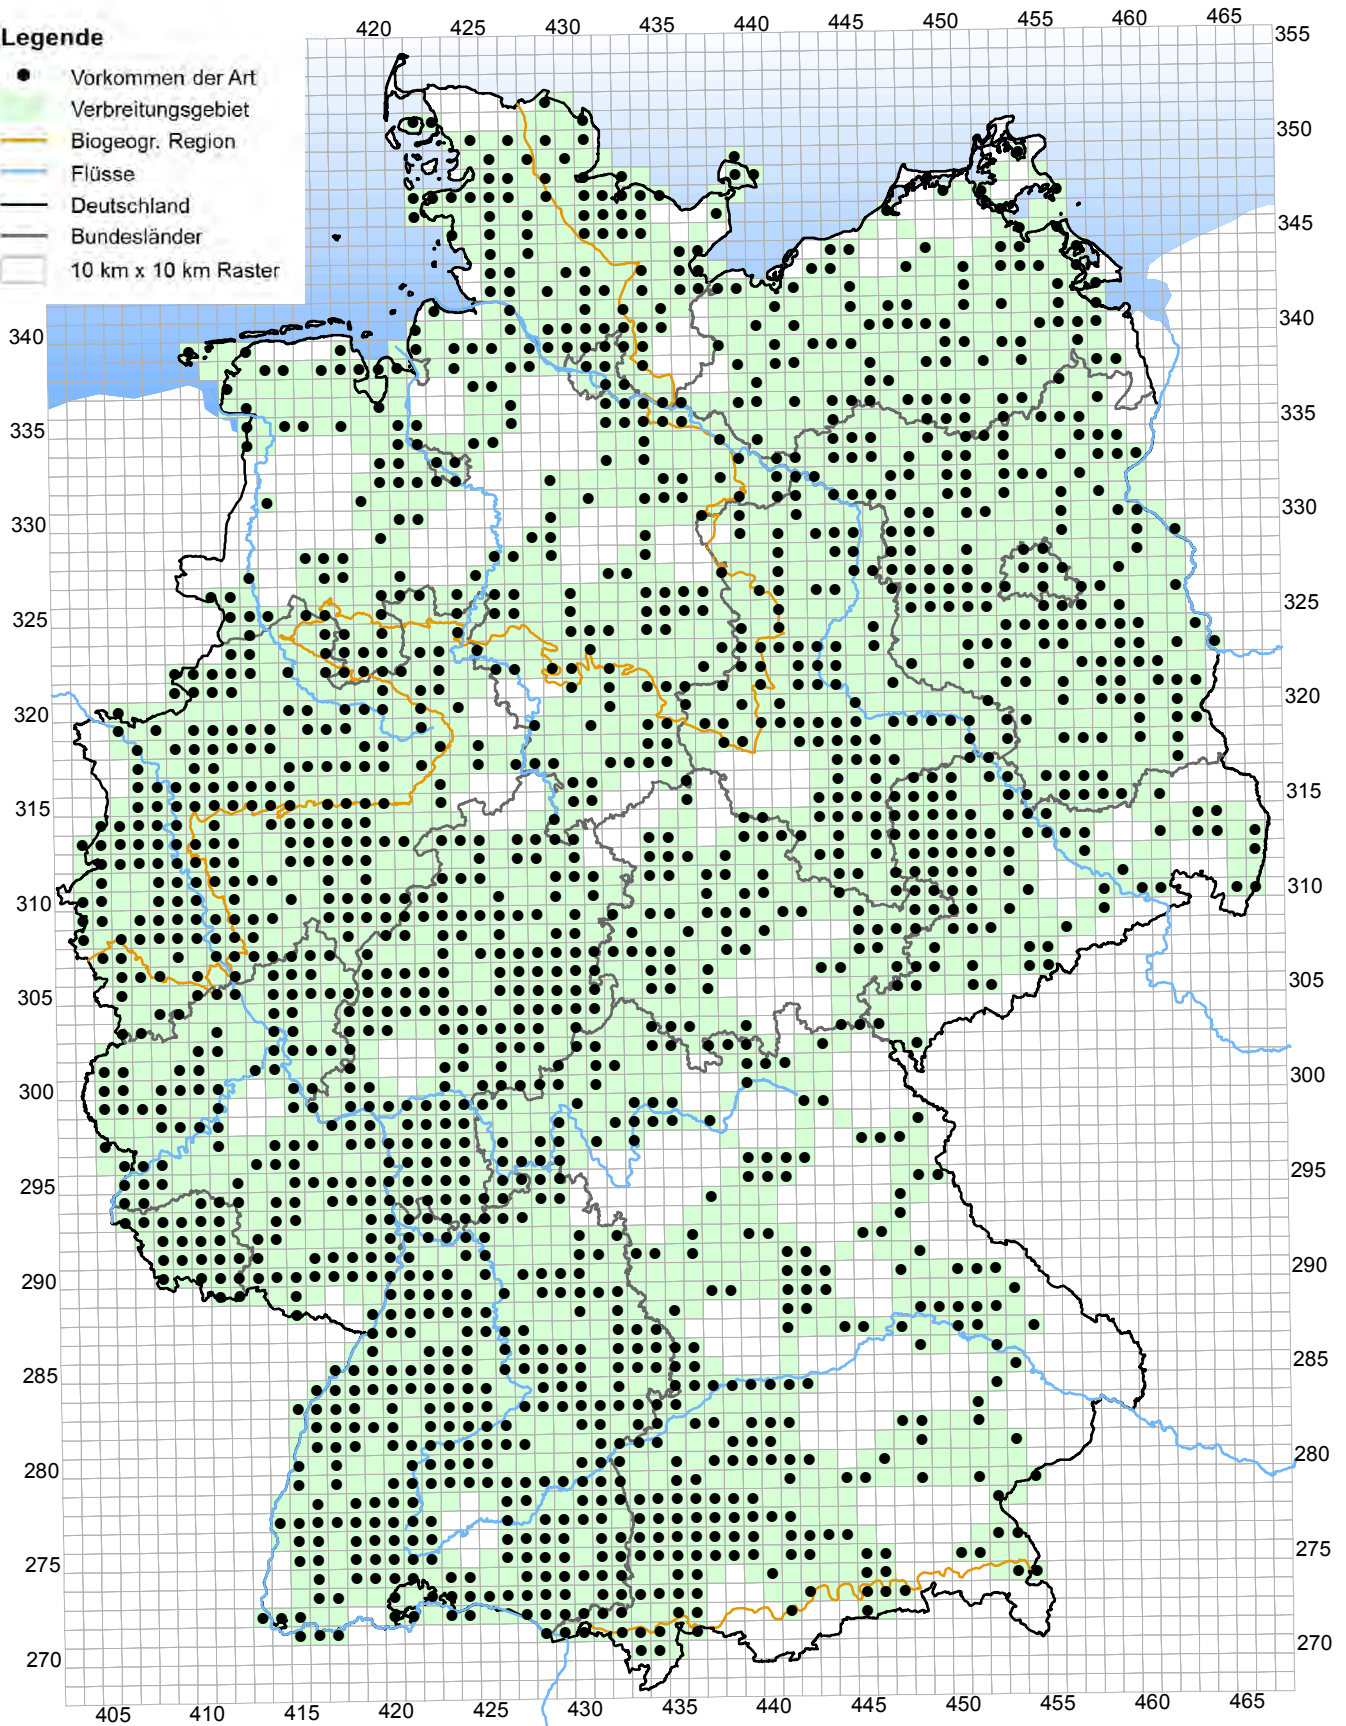 420 425 430 435 440 445 450 455 460 465
355
Legende
Vorkommen der Art
Verbreitungsgebiet
Biogeogr. Region
Flüsse
Deutschland
Bundesländer
10 km x 10 km Raster
350
345
340 340
335 335
330 330
325 325
320 320
315 315
310 310
305 305
300 300
295 295
290 290
285 285
280 280
275 275
270 270
405 410 415 420 425 430 435 440 445 450 455 460 465